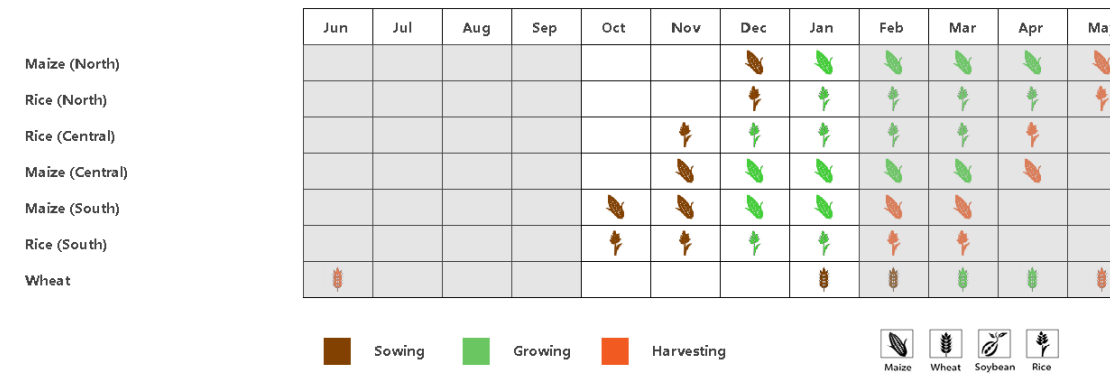 Jun Jul Aug Sep Oct Nov Dec Jan Feb Mar Apr May
Maize (North)
Rice (North)
Rice (Central)
Maize (Central)
Maize (South)
Rice (South)
Wheat
Sowing Growing Harvesting
Maize Wheat Soybean Rice